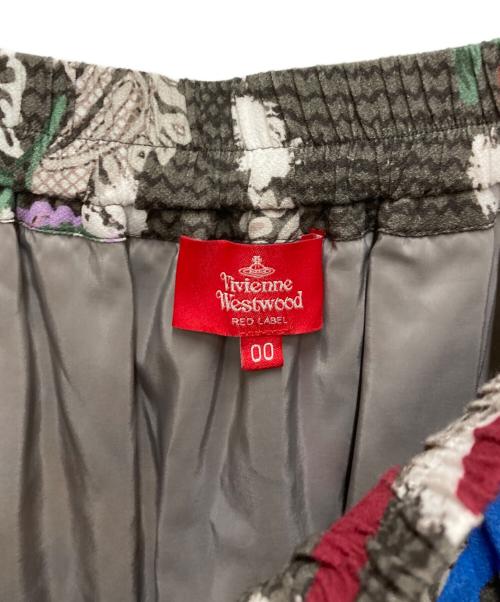 Vivienne
Westwood
RED LABEL
00